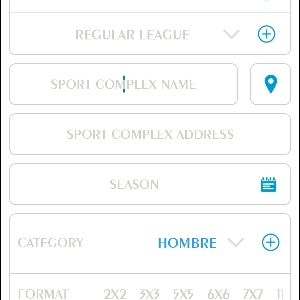 REGULAR LEAGUE
SPORT COMPLEX NAME
SPORT COMPLEX ADDRESS
SEASON
CATEGORY HOMBRE
FORMAT 2X2 3X3 5X5 6X6 7X7